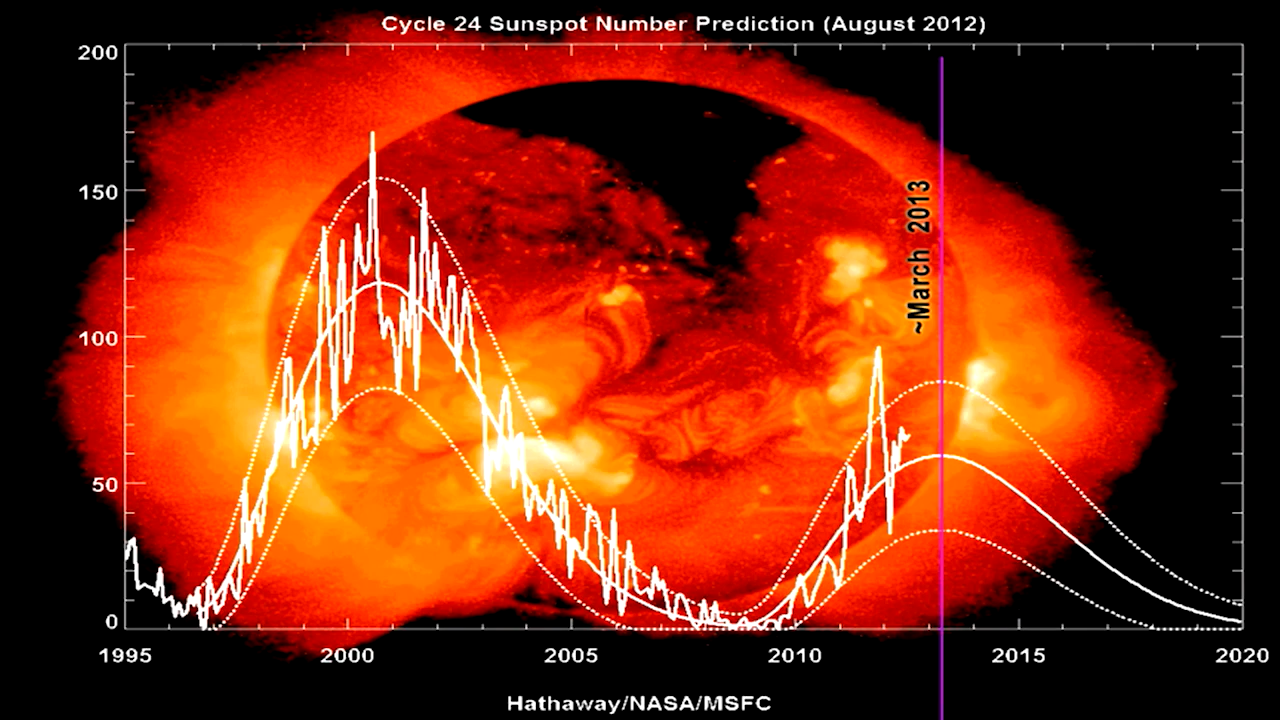 Cycle 24 Sunspot Number Prediction (August 2012)
200
150
100
50
0
~March 2013
1995 2000 2005 2010 2015 2020
Hathaway/NASA/MSFC